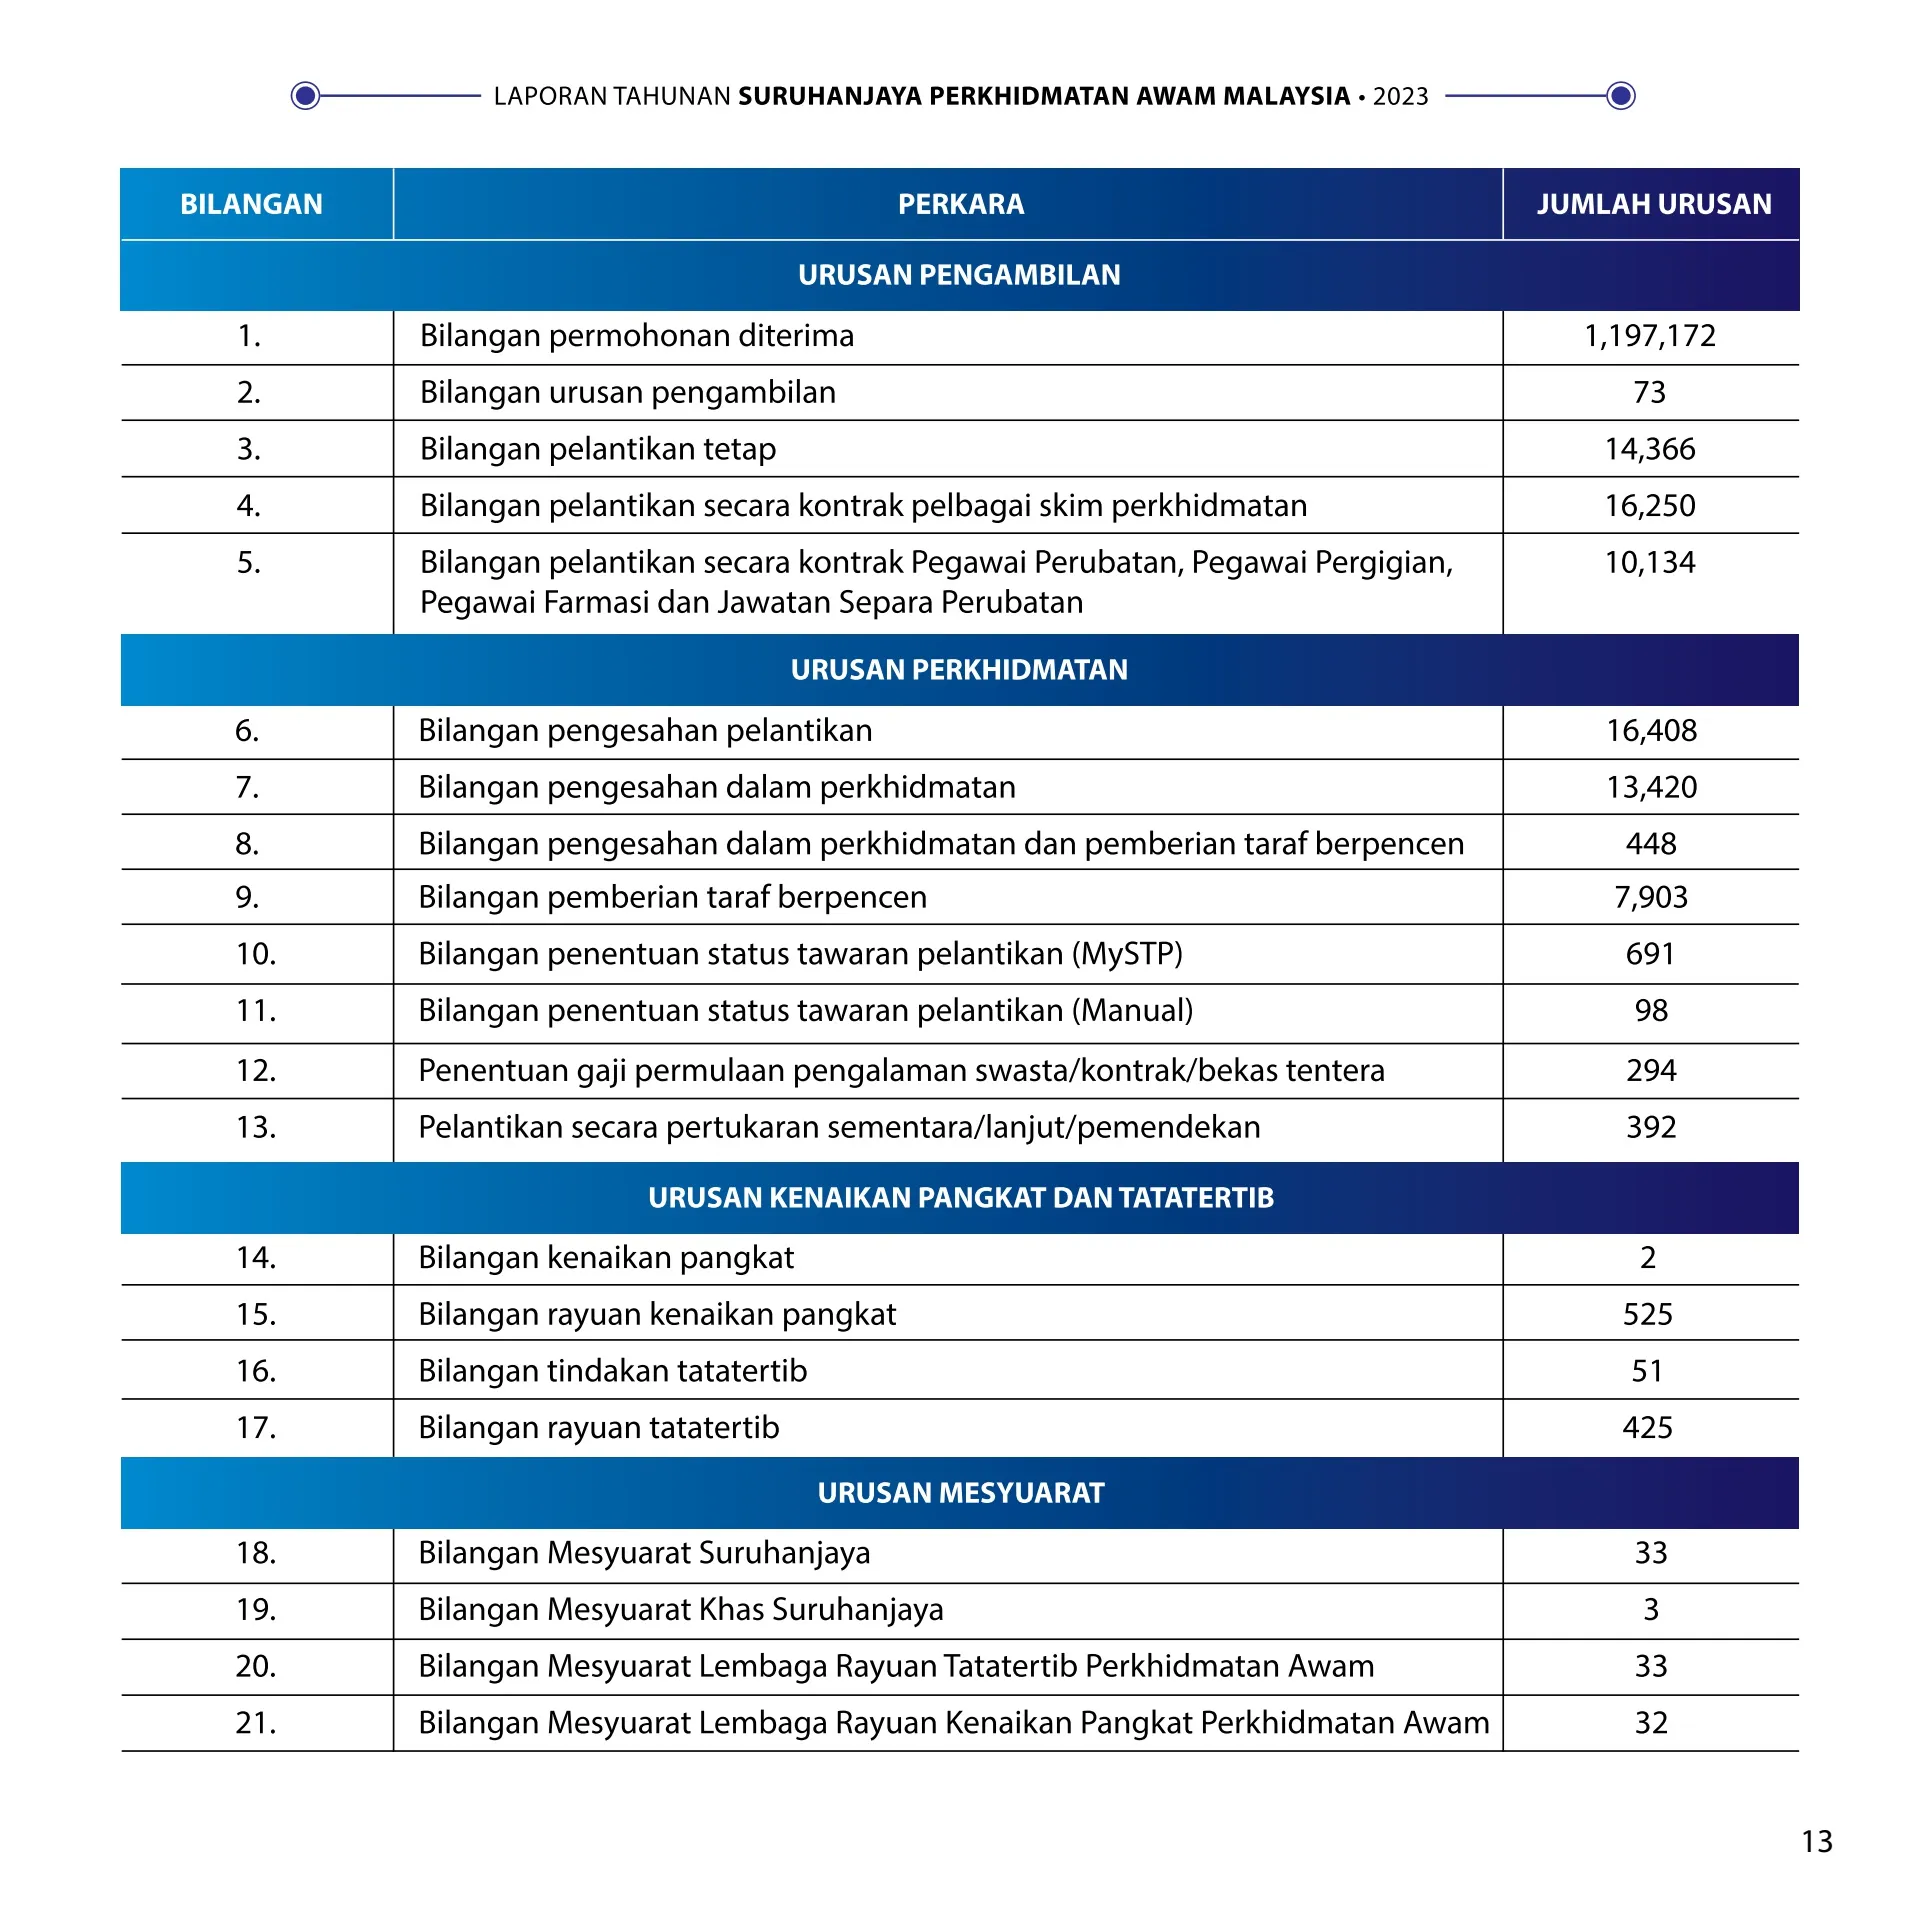 LAPORAN TAHUNAN SURUHANJAYA PERKHIDMATAN AWAM MALAYSIA • 2023
BILANGAN PERKARA JUMLAH URUSAN
URUSAN PENGAMBILAN
1. Bilangan permohonan diterima 1,197,172
2. Bilangan urusan pengambilan 73
3. Bilangan pelantikan tetap 14,366
4. Bilangan pelantikan secara kontrak pelbagai skim perkhidmatan 16,250
5. Bilangan pelantikan secara kontrak Pegawai Perubatan, Pegawai Pergigian, 10,134
Pegawai Farmasi dan Jawatan Separa Perubatan
URUSAN PERKHIDMATAN
6. Bilangan pengesahan pelantikan 16,408
7. Bilangan pengesahan dalam perkhidmatan 13,420
8. Bilangan pengesahan dalam perkhidmatan dan pemberian taraf berpencen 448
9. Bilangan pemberian taraf berpencen 7,903
10. Bilangan penentuan status tawaran pelantikan (MySTP) 691
11. Bilangan penentuan status tawaran pelantikan (Manual) 98
12. Penentuan gaji permulaan pengalaman swasta/kontrak/bekas tentera 294
13. Pelantikan secara pertukaran sementara/lanjut/pemendekan 392
URUSAN KENAIKAN PANGKAT DAN TATATERTIB
14. Bilangan kenaikan pangkat 2
15. Bilangan rayuan kenaikan pangkat 525
16. Bilangan tindakan tatatertib 51
17. Bilangan rayuan tatatertib 425
URUSAN MESYUARAT
18. Bilangan Mesyuarat Suruhanjaya 33
19. Bilangan Mesyuarat Khas Suruhanjaya 3
20. Bilangan Mesyuarat Lembaga Rayuan Tatatertib Perkhidmatan Awam 33
21. Bilangan Mesyuarat Lembaga Rayuan Kenaikan Pangkat Perkhidmatan Awam 32
13